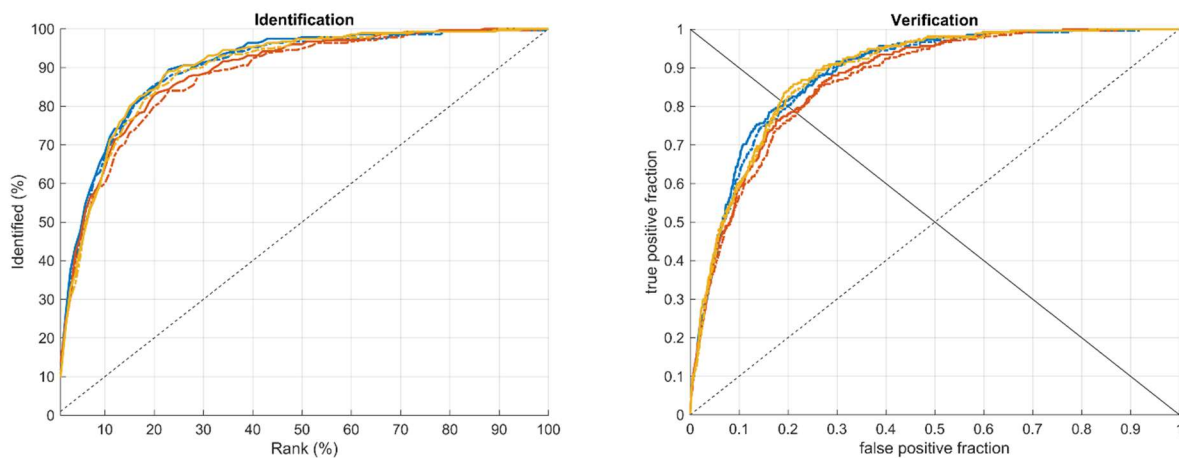 Identification
100
90
80
70
60
50
40
30
20
10
0
Identified (%)
10 20 30 40 50 60 70 80 90 100
Rank (%)
Verification
1
0.9
0.8
0.7
0.6
0.5
0.4
0.3
0.2
0.1
0
true positive fraction
0 0.1 0.2 0.3 0.4 0.5 0.6 0.7 0.8 0.9 1
false positive fraction